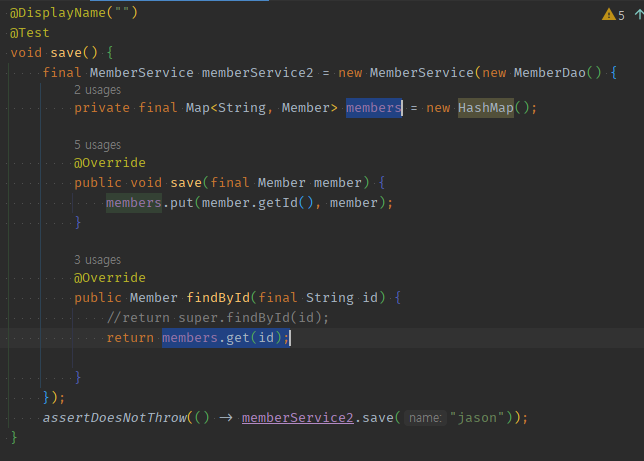 @DisplayName("")
5
@Test
void save() {
final MemberService memberService2 = new MemberService(new MemberDao() {
2 usages
private final Map<String, Member> members = new HashMap();
5 usages
@Override
public void save(final Member member) {
members.put(member.getId(), member);
}
3 usages
@Override
public Member findById(final String id) {
//return super.findById(id);
return members.get(id);
}
});
assertDoesNotThrow(() → memberService2.save( name: "jason"));
}